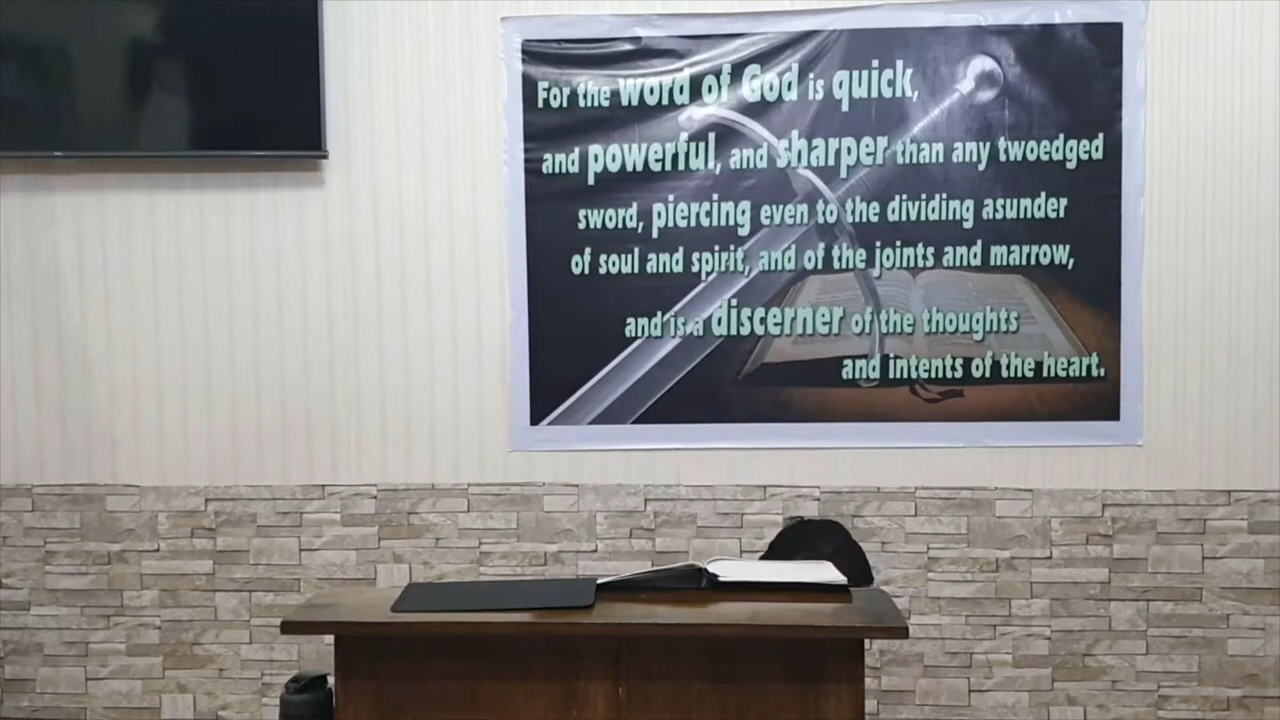 For the word of God is quick,
and powerful, and sharper than any twoedged
sword, piercing even to the dividing asunder
of soul and spirit, and of the joints and marrow,
and is a discerner of the thoughts
and intents of the heart.